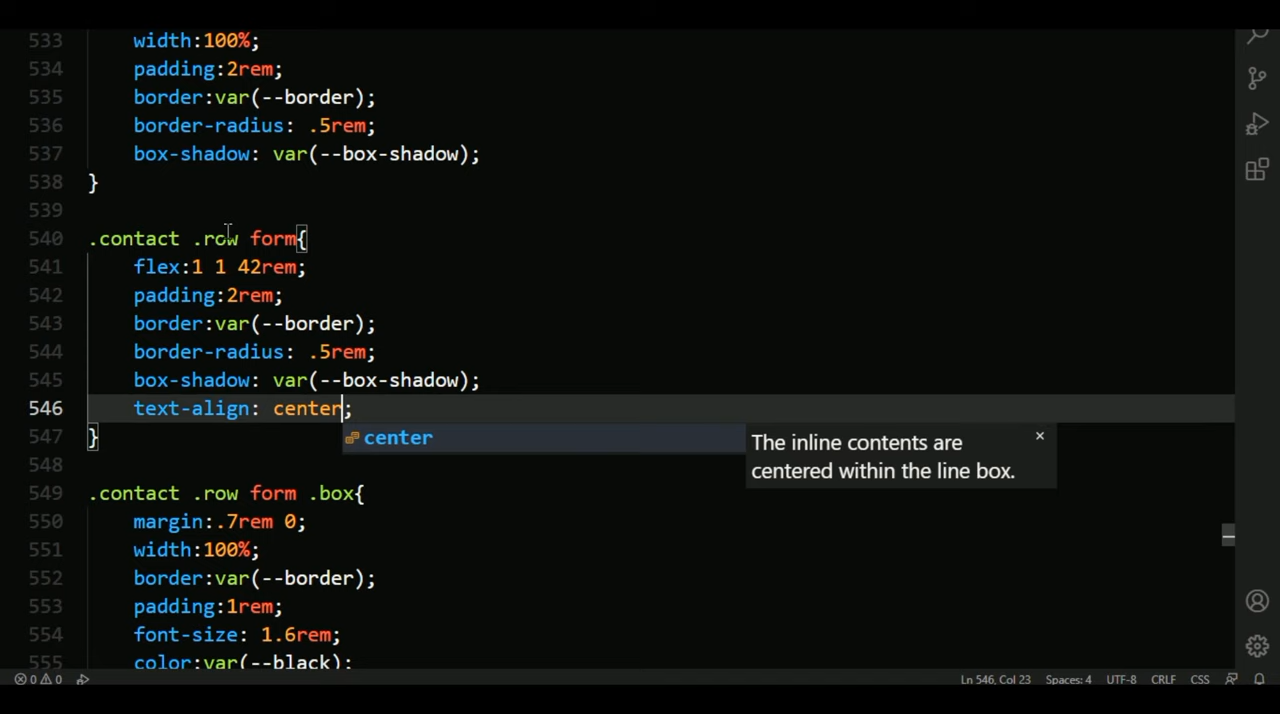 533 width:100%;
534 padding:2rem;
535 border:var(--border);
536 border-radius: .5rem;
537 box-shadow: var(--box-shadow);
538 }
539
540 .contact .row form{
541 flex:1 1 42rem;
542 padding:2rem;
543 border:var(--border);
544 border-radius: .5rem;
545 box-shadow: var(--box-shadow);
546 text-align: center;
547 }
center
The inline contents are
centered within the line box.
548
549 .contact .row form .box{
550 margin:.7rem 0;
551 width:100%;
552 border:var(--border);
553 padding:1rem;
554 font-size: 1.6rem;
555 color:var(--black);
0 0 Ln 546, Col 23 Spaces: 4 UTF-8 CRLF CSS